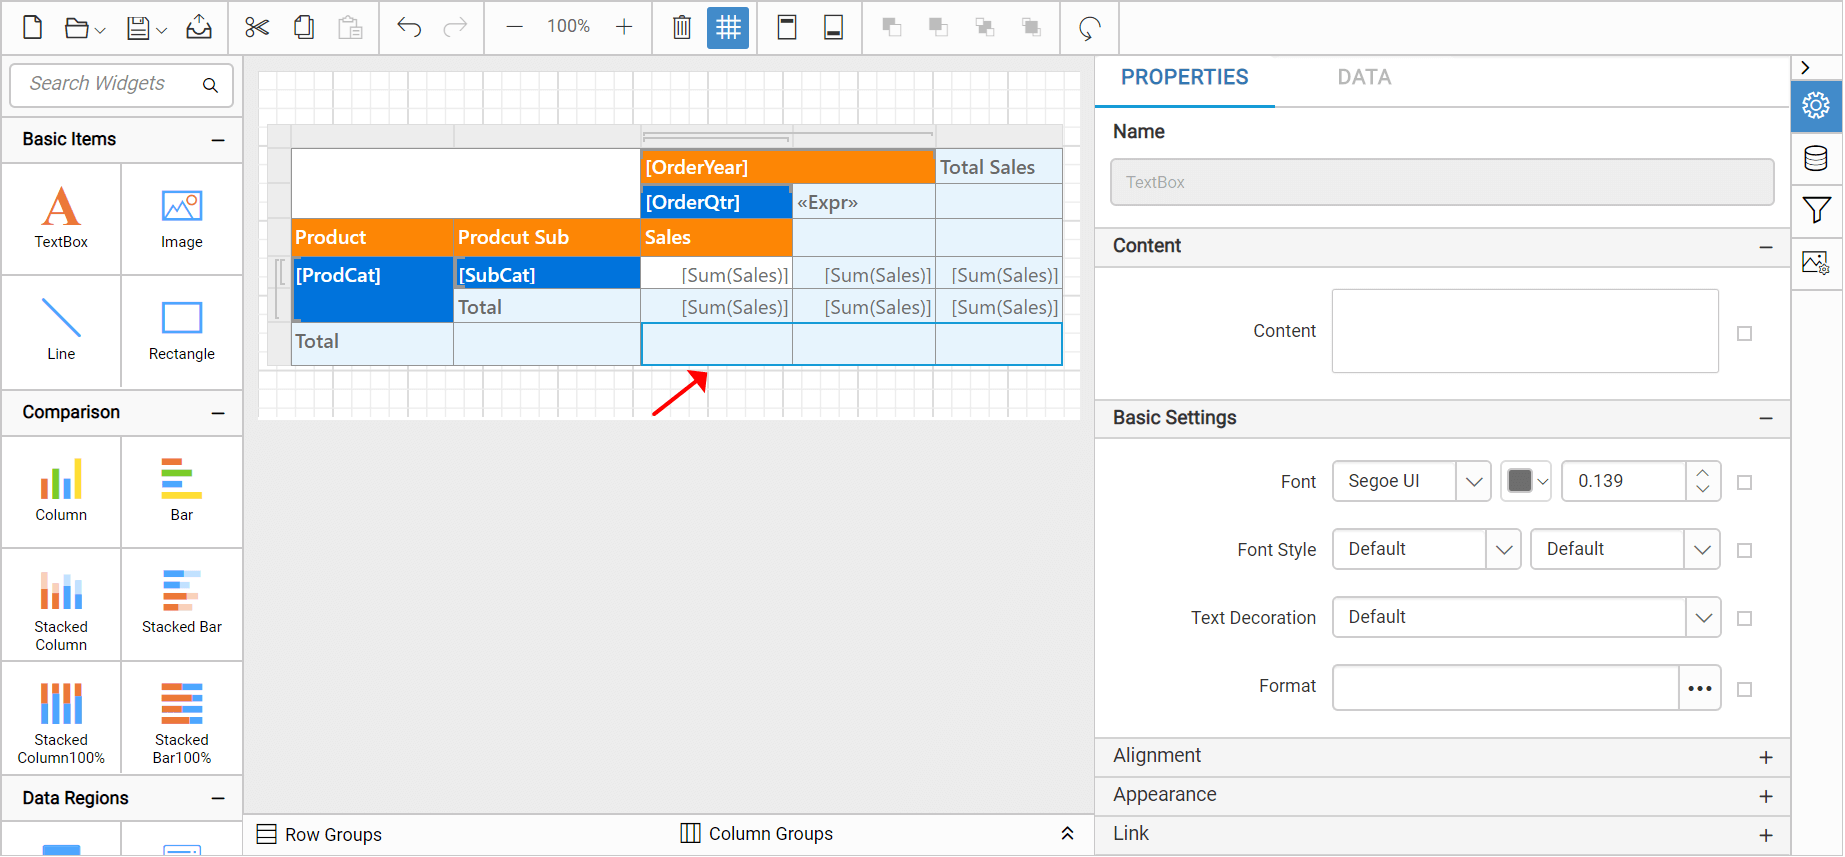 100%
Search Widgets
Basic Items
TextBox
Image
Line
Rectangle
Comparison
Column
Bar
Stacked Column
Stacked Bar
Stacked Column100%
Stacked Bar100%
Data Regions
[OrderYear] Total Sales
[OrderQtr] «Expr»
Product Prodcut Sub Sales
[ProdCat] [SubCat] [Sum(Sales)] [Sum(Sales)] [Sum(Sales)]
Total [Sum(Sales)] [Sum(Sales)] [Sum(Sales)]
Total
Row Groups
Column Groups
PROPERTIES DATA
Name
TextBox
Content
Content
Basic Settings
Font Segoe UI 0.139
Font Style Default Default
Text Decoration Default
Format
Alignment
Appearance
Link